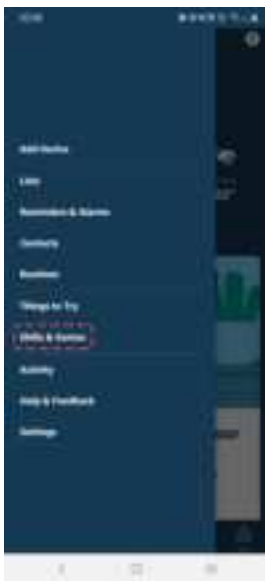 Add Device
Lists
Reminders & Alarms
Contacts
Routines
Things to Try
Skills & Games
Activity
Help & Feedback
Settings